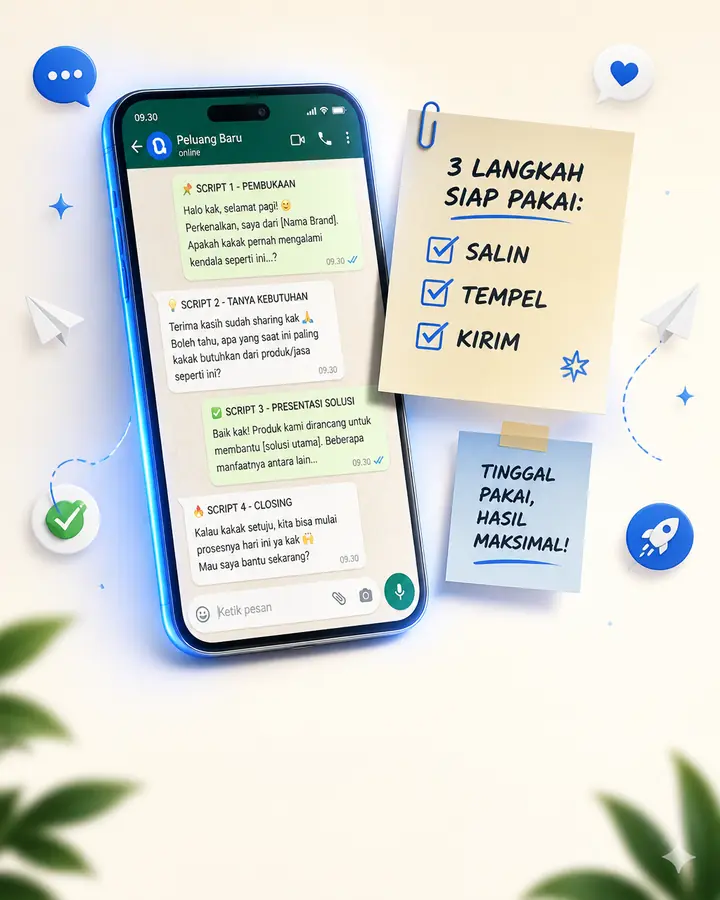 09.30
Peluang Baru
online
📌 SCRIPT 1 - PEMBUKAAN
Halo kak, selamat pagi! 😊
Perkenalkan, saya dari [Nama Brand].
Apakah kakak pernah mengalami
kendala seperti ini...?
09.30
💡 SCRIPT 2 - TANYA KEBUTUHAN
Terima kasih sudah sharing kak 🙏
Boleh tahu, apa yang saat ini paling
kakak butuhkan dari produk/jasa
seperti ini?
09.30
✅ SCRIPT 3 - PRESENTASI SOLUSI
Baik kak! Produk kami dirancang untuk
membantu [solusi utama]. Beberapa
manfaatnya antara lain...
09.30
🔥 SCRIPT 4 - CLOSING
Kalau kakak setuju, kita bisa mulai
prosesnya hari ini ya kak 🙌
Mau saya bantu sekarang?
09.30
Ketik pesan
3 LANGKAH
SIAP PAKAI:
SALIN
TEMPEL
KIRIM
TINGGAL
PAKAI,
HASIL
MAKSIMAL!